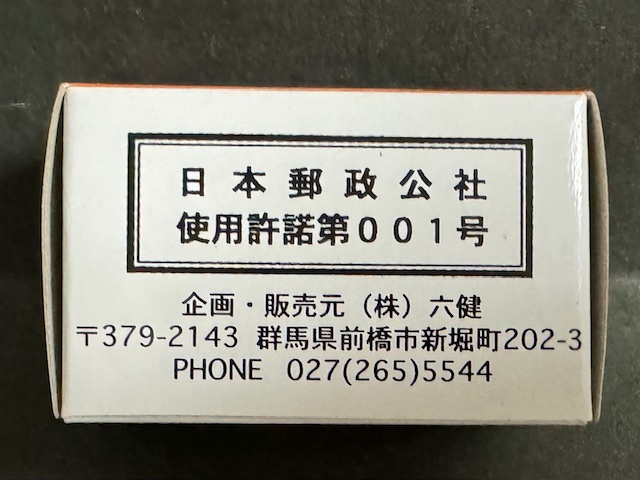 日本郵政公社
使用許諾第001号
企画・販売元（株）六健
〒379-2143 群馬県前橋市新堀町202-3
PHONE 027(265)5544